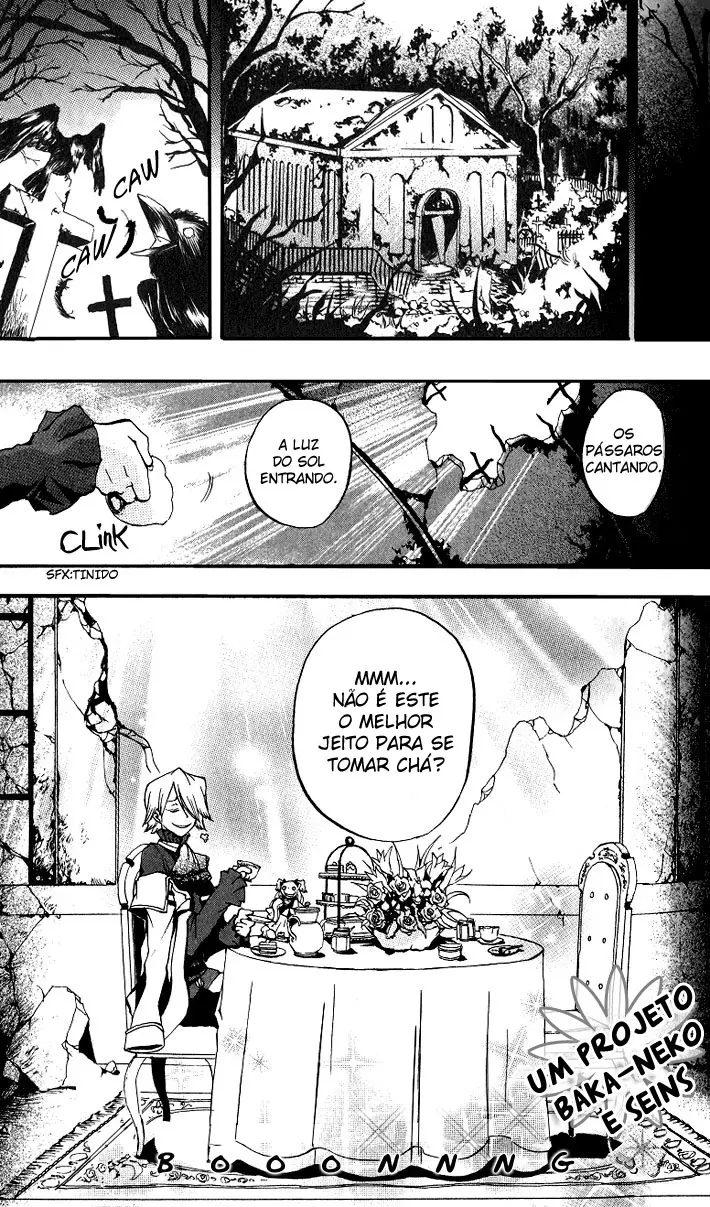 CAW
CAW
OS
PÁSSAROS
CANTANDO.
A LUZ
DO SOL
ENTRANDO.
CLinK
SFX:TINIDO
MMM...
NÃO É ESTE
O MELHOR
JEITO PARA SE
TOMAR CHÁ?
UM PROJETO
BAKA-NEKO
E SEINS
BOOONNNG